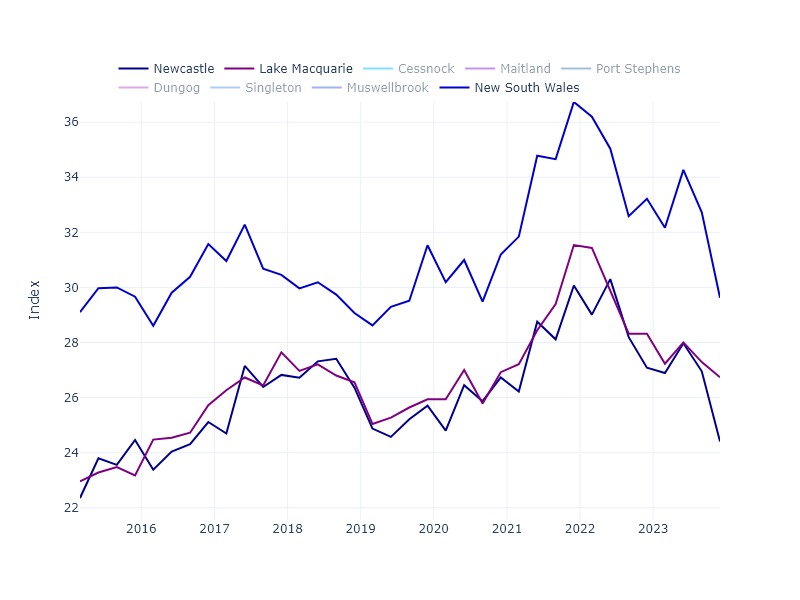 Newcastle Lake Macquarie Cessnock Maitland Port Stephens
Dungog Singleton Muswellbrook New South Wales
36
34
32
30
28
26
24
22
Index
2016 2017 2018 2019 2020 2021 2022 2023